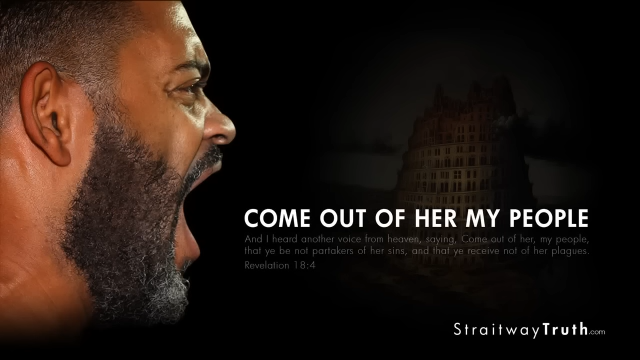 COME OUT OF HER MY PEOPLE
And I heard another voice from heaven, saying, Come out of her, my people,
that ye be not partakers of her sins, and that ye receive not of her plagues.
Revelation 18:4
StraitwayTruth.com